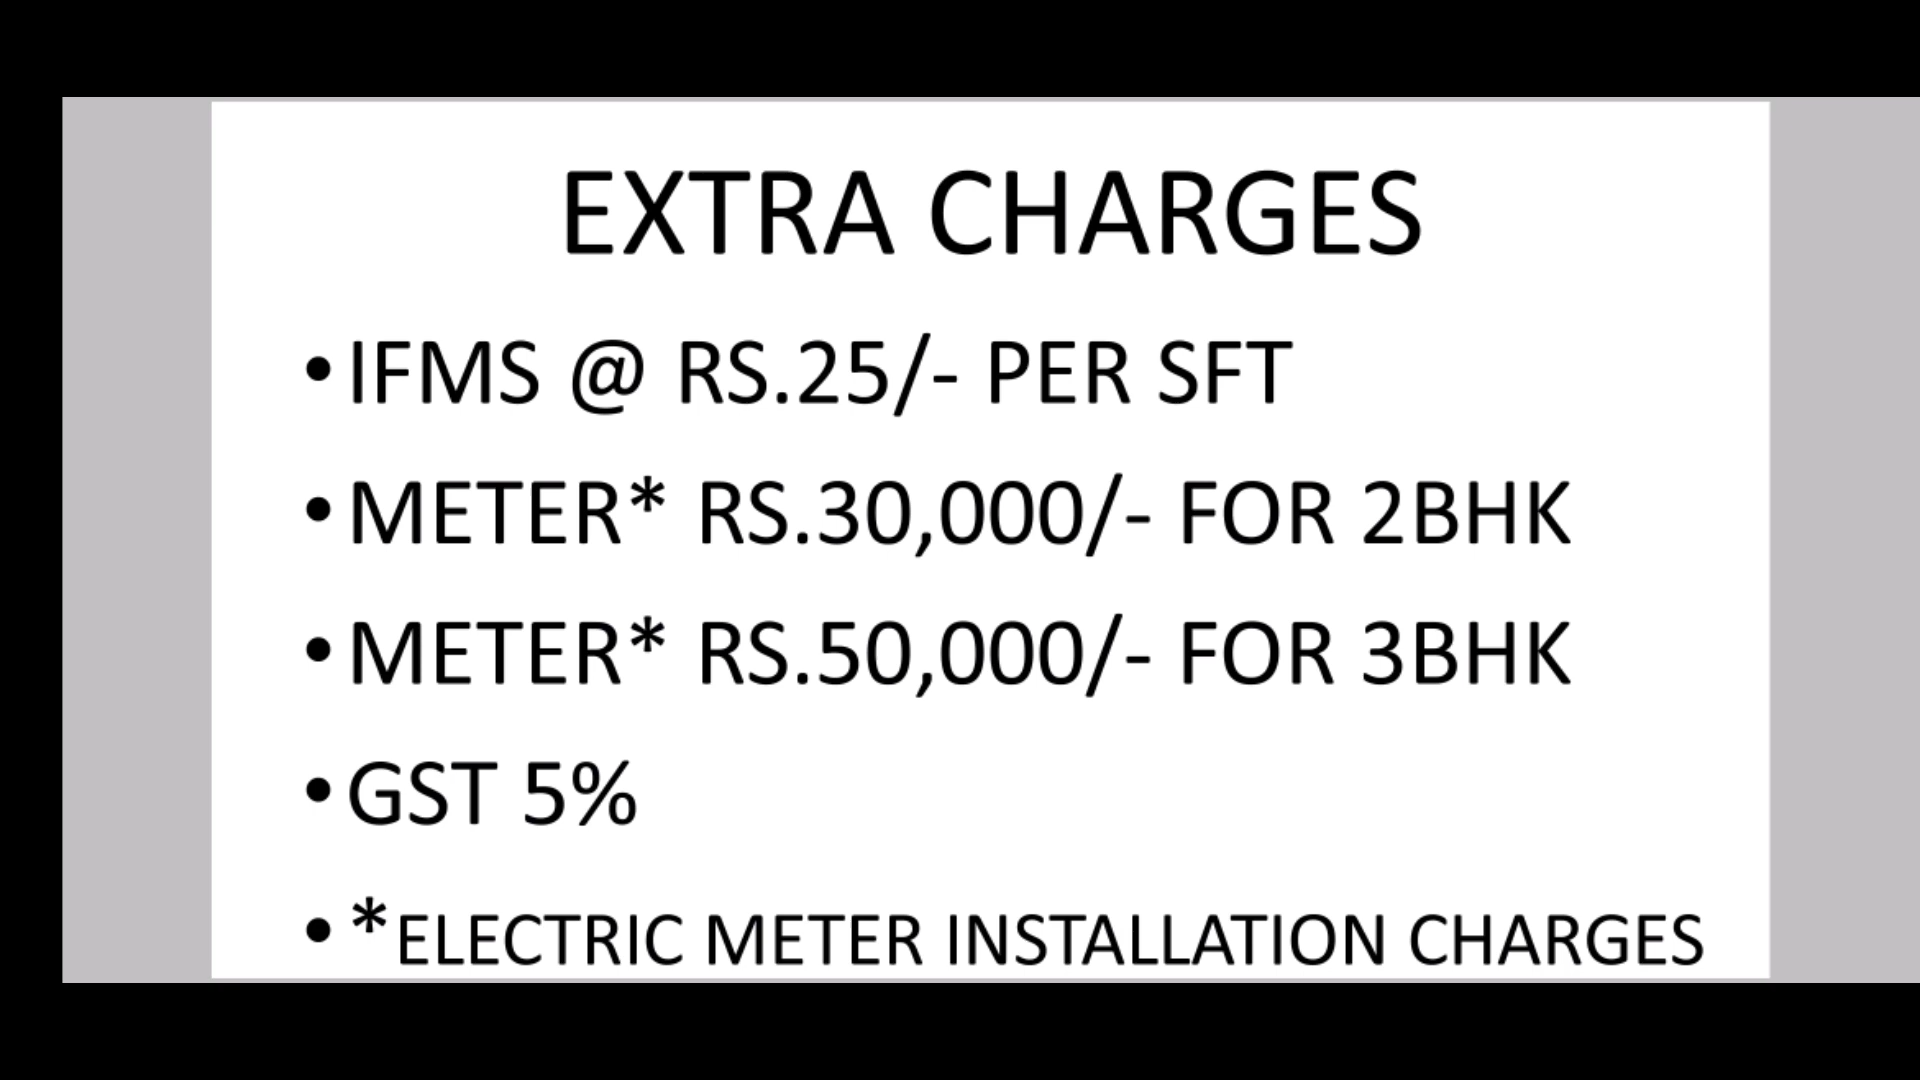 EXTRA CHARGES
•IFMS @ RS.25/- PER SFT
•METER* RS.30,000/- FOR 2BHK
•METER* RS.50,000/- FOR 3BHK
•GST 5%
•*ELECTRIC METER INSTALLATION CHARGES